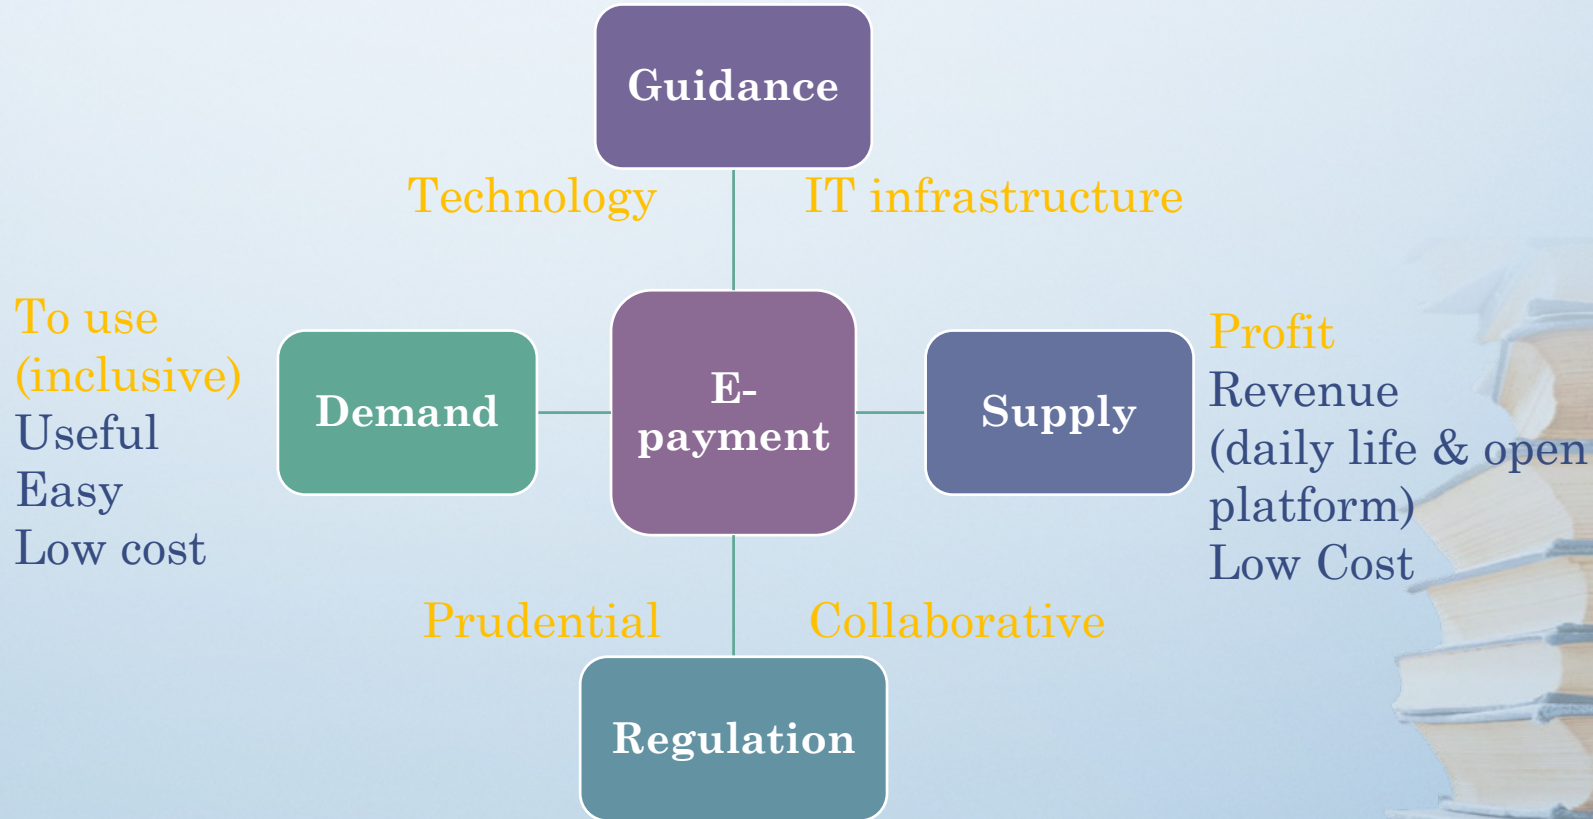 Guidance
Technology
IT infrastructure
To use
(inclusive)
Useful
Easy
Low cost
Demand
E-
payment
Supply
Profit
Revenue
(daily life & open
platform)
Low Cost
Prudential
Collaborative
Regulation